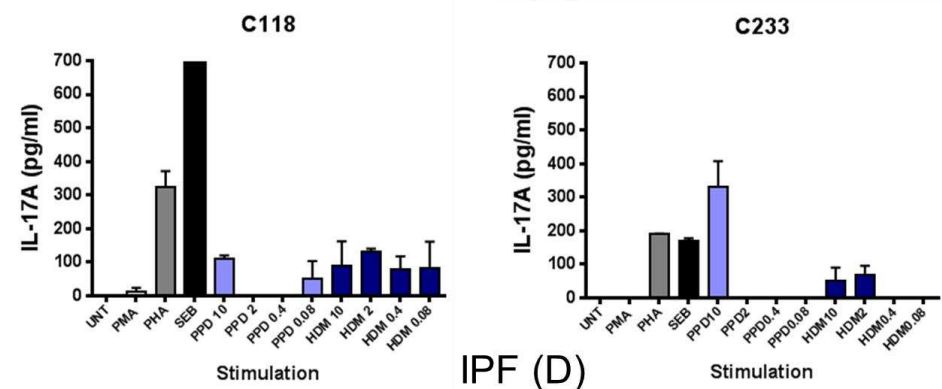 C118
IL-17A (pg/ml)
700
600
500
400
300
200
100
0
UNT PMA PHA SEB PPD 10 PPD 2 PPD 0.4 PPD 0.08 HDM 10 HDM 2 HDM 0.4 HDM 0.08
Stimulation
C233
IL-17A (pg/ml)
700
600
500
400
300
200
100
0
UNT PMA PHA SEB PPD10 PPD2 PPD0.4 PPD0.08 HDM10 HDM2 HDM0.4 HDM0.08
Stimulation
IPF (D)